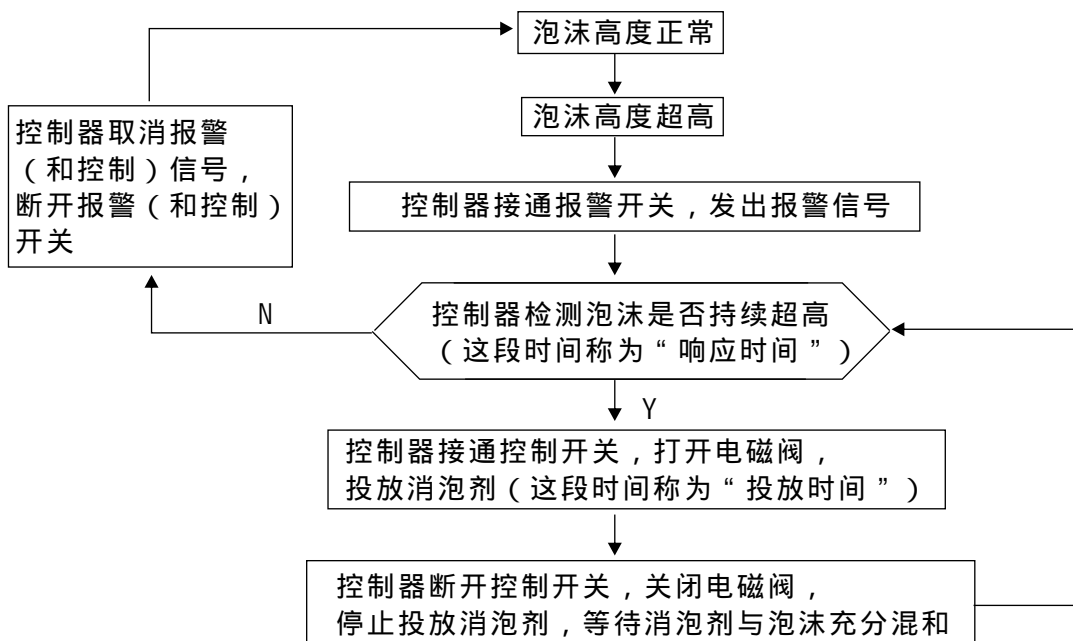 泡沫高度正常
泡沫高度超高
控制器取消报警
（和控制）信号，
断开报警（和控制）
开关
控制器接通报警开关，发出报警信号
控制器检测泡沫是否持续超高
（这段时间称为“响应时间”）
N
Y
控制器接通控制开关，打开电磁阀，
投放消泡剂（这段时间称为“投放时间”）
控制器断开控制开关，关闭电磁阀，
停止投放消泡剂，等待消泡剂与泡沫充分混和